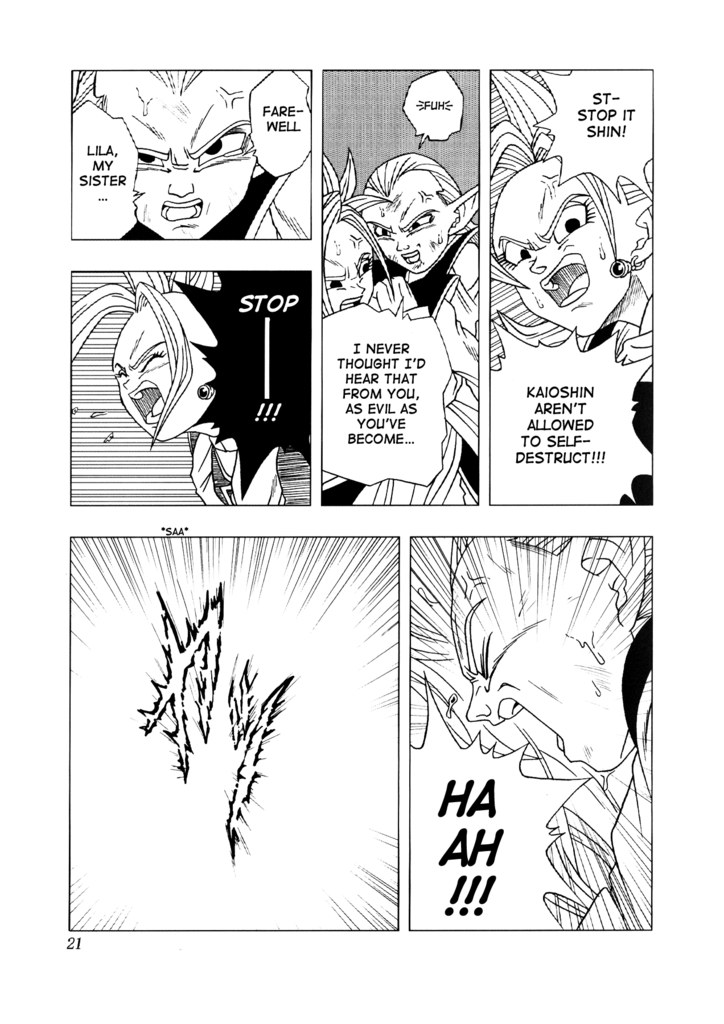 ST-
STOP IT
SHIN!
KAIOSHIN
AREN'T
ALLOWED
TO SELF-
DESTRUCT!!!
FUH
I NEVER
THOUGHT I'D
HEAR THAT
FROM YOU,
AS EVIL AS
YOU'VE
BECOME...
FARE-
WELL
LILA,
MY
SISTER
...
STOP
!!!
HA
AH
!!!
*SAA*
21